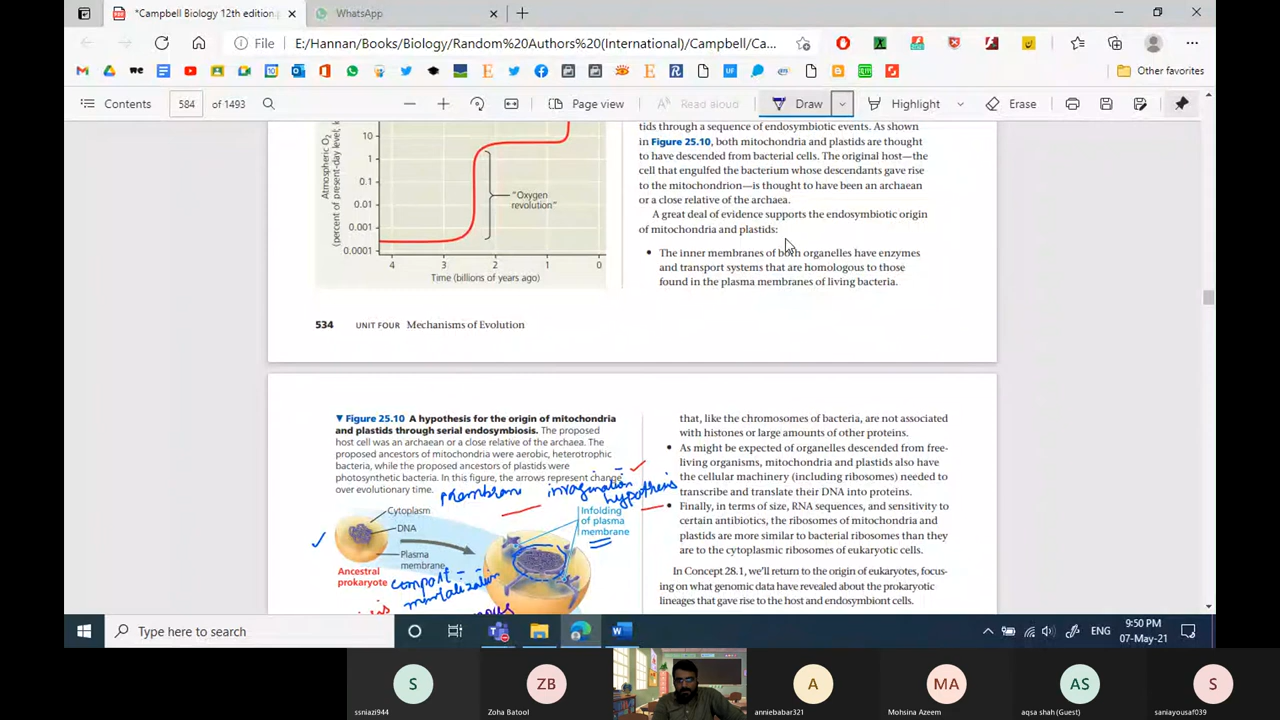 *Campbell Biology 12th edition.p
WhatsApp
File
E:/Hannan/Books/Biology/Random%20Authors%20(International)/Campbell/Ca...
Other favorites
Contents
584
of 1493
Page view
Read aloud
Draw
Highlight
Erase
Atmospheric O2
(percent of present-day level;
10
1
0.1
0.01
0.001
0.0001
"Oxygen
revolution"
4 3 2 1 0
Time (billions of years ago)
tids through a sequence of endosymbiotic events. As shown
in Figure 25.10, both mitochondria and plastids are thought
to have descended from bacterial cells. The original host—the
cell that engulfed the bacterium whose descendants gave rise
to the mitochondrion—is thought to have been an archaean
or a close relative of the archaea.
A great deal of evidence supports the endosymbiotic origin
of mitochondria and plastids:
• The inner membranes of both organelles have enzymes
and transport systems that are homologous to those
found in the plasma membranes of living bacteria.
534 UNIT FOUR Mechanisms of Evolution
▼ Figure 25.10 A hypothesis for the origin of mitochondria
and plastids through serial endosymbiosis. The proposed
host cell was an archaean or a close relative of the archaea. The
proposed ancestors of mitochondria were aerobic, heterotrophic
bacteria, while the proposed ancestors of plastids were
photosynthetic bacteria. In this figure, the arrows represent change
over evolutionary time.
membrane invagination
hypothesis
Cytoplasm
DNA
Plasma
membrane
Ancestral
prokaryote
compart-
mentalization
Infolding
of plasma
membrane
that, like the chromosomes of bacteria, are not associated
with histones or large amounts of other proteins.
• As might be expected of organelles descended from free-
living organisms, mitochondria and plastids also have
the cellular machinery (including ribosomes) needed to
transcribe and translate their DNA into proteins.
• Finally, in terms of size, RNA sequences, and sensitivity to
certain antibiotics, the ribosomes of mitochondria and
plastids are more similar to bacterial ribosomes than they
are to the cytoplasmic ribosomes of eukaryotic cells.
In Concept 28.1, we'll return to the origin of eukaryotes, focus-
ing on what genomic data have revealed about the prokaryotic
lineages that gave rise to the host and endosymbiont cells.
Type here to search
ENG
9:50 PM
07-May-21
S
ZB
A
MA
AS
S
ssniazi944
Zoha Batool
anniebabar321
Mohsina Azeem
aqsa shah (Guest)
saniayousaf039